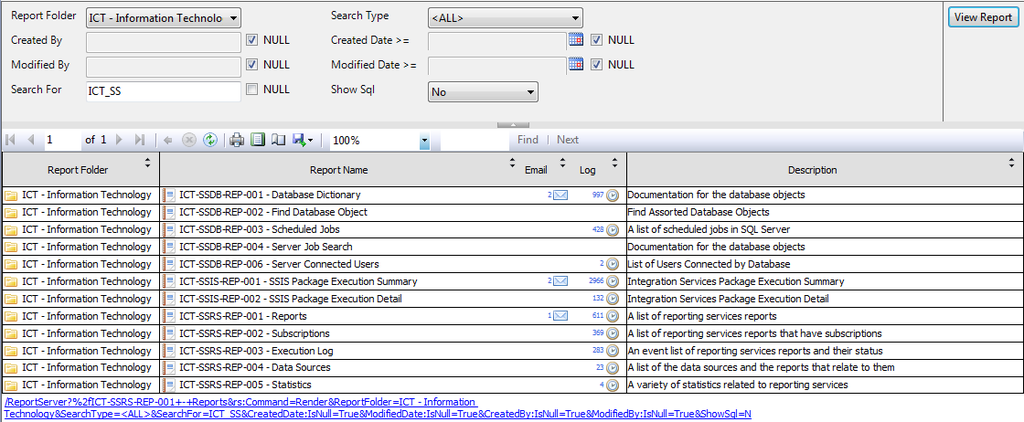 Report Folder ICT - Information Technolo Search Type <ALL> View Report
Created By NULL Created Date >= NULL
Modified By NULL Modified Date >= NULL
Search For ICT_SS NULL Show Sql No
1 of 1 100% Find | Next
Report Folder Report Name Email Log Description
ICT - Information Technology ICT-SSDB-REP-001 - Database Dictionary 2 997 Documentation for the database objects
ICT - Information Technology ICT-SSDB-REP-002 - Find Database Object Find Assorted Database Objects
ICT - Information Technology ICT-SSDB-REP-003 - Scheduled Jobs 428 A list of scheduled jobs in SQL Server
ICT - Information Technology ICT-SSDB-REP-004 - Server Job Search Documentation for the database objects
ICT - Information Technology ICT-SSDB-REP-006 - Server Connected Users 2 List of Users Connected by Database
ICT - Information Technology ICT-SSIS-REP-001 - SSIS Package Execution Summary 2 2966 Integration Services Package Execution Summary
ICT - Information Technology ICT-SSIS-REP-002 - SSIS Package Execution Detail 132 Integration Services Package Execution Detail
ICT - Information Technology ICT-SSRS-REP-001 - Reports 1 611 A list of reporting services reports
ICT - Information Technology ICT-SSRS-REP-002 - Subscriptions 369 A list of reporting services reports that have subscriptions
ICT - Information Technology ICT-SSRS-REP-003 - Execution Log 283 An event list of reporting services reports and their status
ICT - Information Technology ICT-SSRS-REP-004 - Data Sources 23 A list of the data sources and the reports that relate to them
ICT - Information Technology ICT-SSRS-REP-005 - Statistics 4 A variety of statistics related to reporting services
/ReportServer?%2fICT-SSRS-REP-001+-+Reports&rs:Command=Render&ReportFolder=ICT - Information
Technology&SearchType=<ALL>&SearchFor=ICT_SS&CreatedDate:IsNull=True&ModifiedDate:IsNull=True&CreatedBy:IsNull=True&ModifiedBy:IsNull=True&ShowSql=N